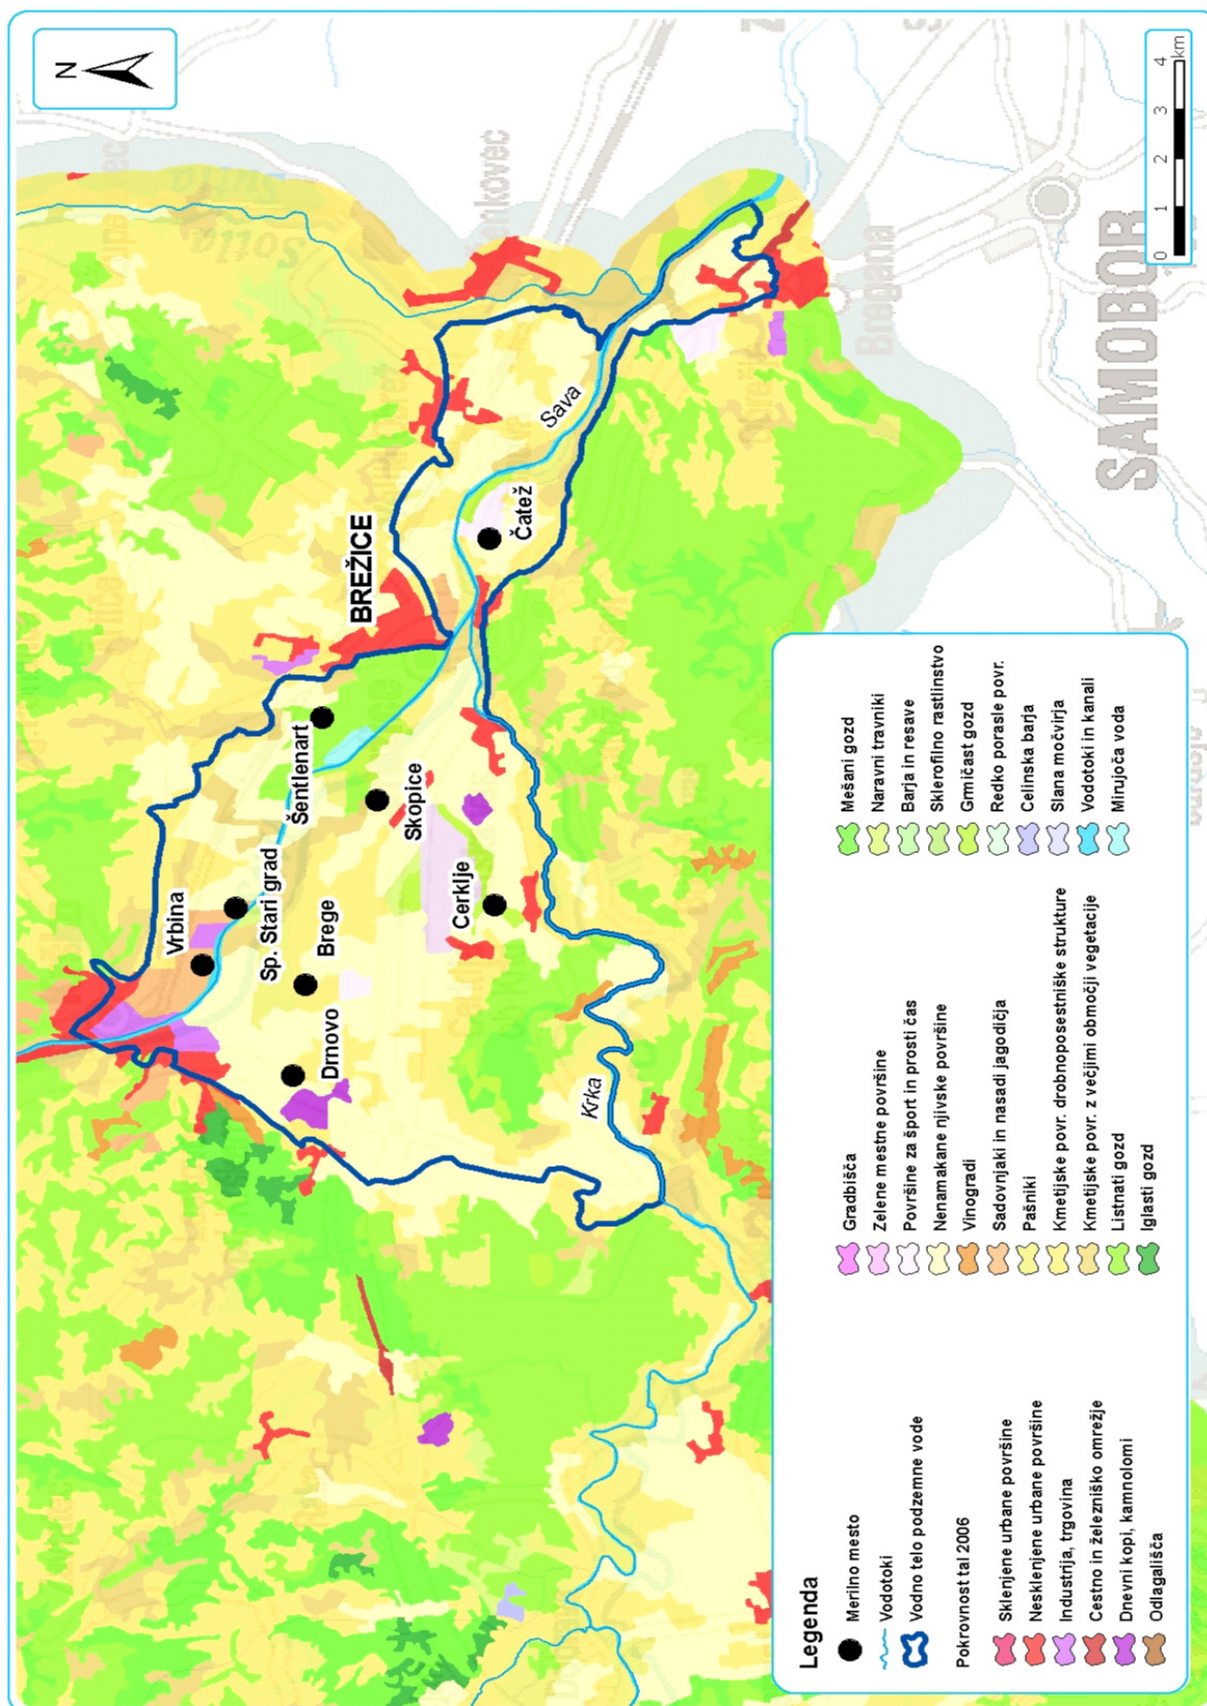 N
Vrbina
Sp. Stari grad
Šentlenart
BREŽICE
Drnovo
Brege
Skopice
Cerklje
Čatež
Sava
Krka
Sotla
Bregana
SAMOBOR
0 1 2 3 4
km
Legenda
Merilno mesto
Vodotoki
Vodno telo podzemne vode
Pokrovnost tal 2006
Sklenjene urbane površine
Nesklenjene urbane površine
Industrija, trgovina
Cestno in železniško omrežje
Dnevni kopi, kamnolomi
Odlagališča
Gradbišča
Zelene mestne površine
Površine za šport in prosti čas
Nenamakane njivske površine
Vinogradi
Sadovnjaki in nasadi jagodičja
Pašniki
Kmetijske povr. drobnoposestniške strukture
Kmetijske povr. z večjimi območji vegetacije
Listnati gozd
Iglasti gozd
Mešani gozd
Naravni travniki
Barja in resave
Sklerofilno rastlinstvo
Grmičast gozd
Redko porasle povr.
Celinska barja
Slana močvirja
Vodotoki in kanali
Mirujoča voda